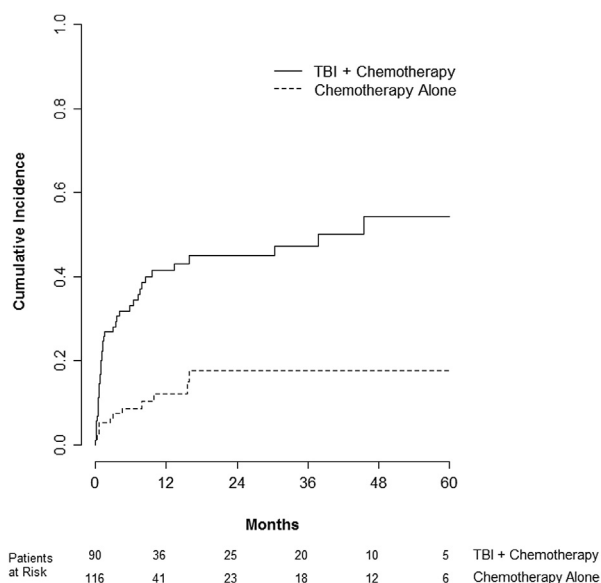 1.0
TBI + Chemotherapy
Chemotherapy Alone
0.8
0.6
Cumulative Incidence
0.4
0.2
0.0
0 12 24 36 48 60
Months
Patients at Risk
90 36 25 20 10 5 TBI + Chemotherapy
116 41 23 18 12 6 Chemotherapy Alone